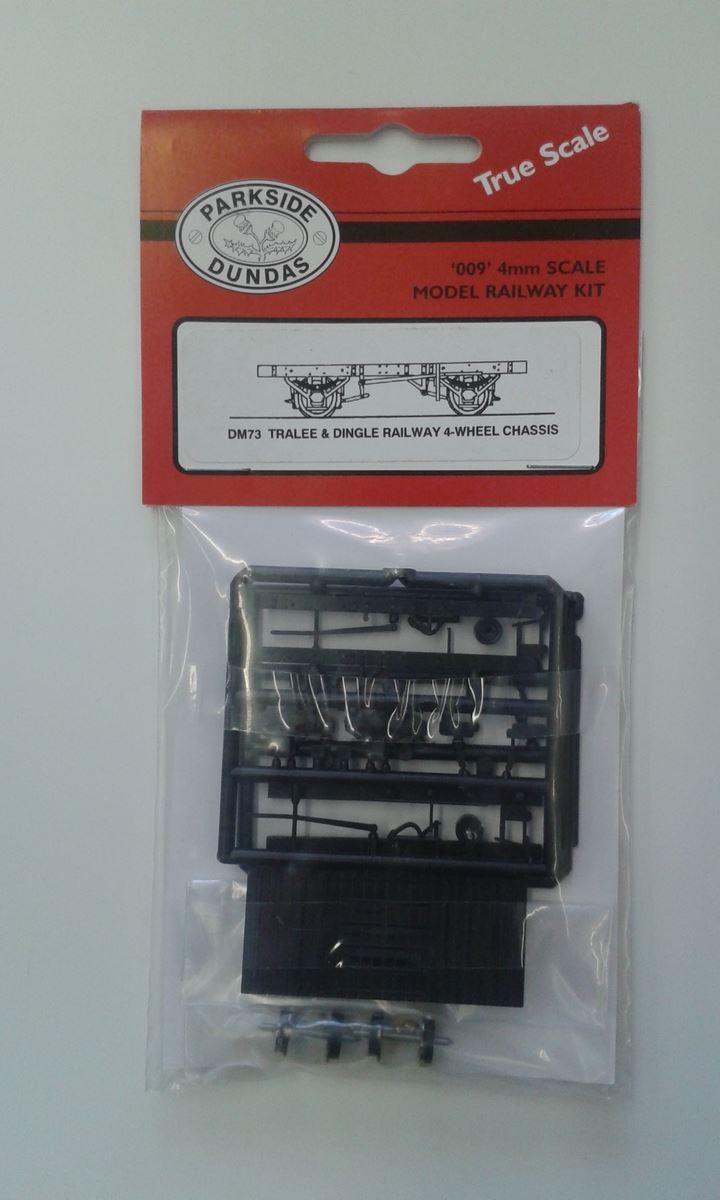 True Scale
PARKSIDE
DUNDAS
'009' 4mm SCALE
MODEL RAILWAY KIT
DM73 TRALEE & DINGLE RAILWAY 4-WHEEL CHASSIS